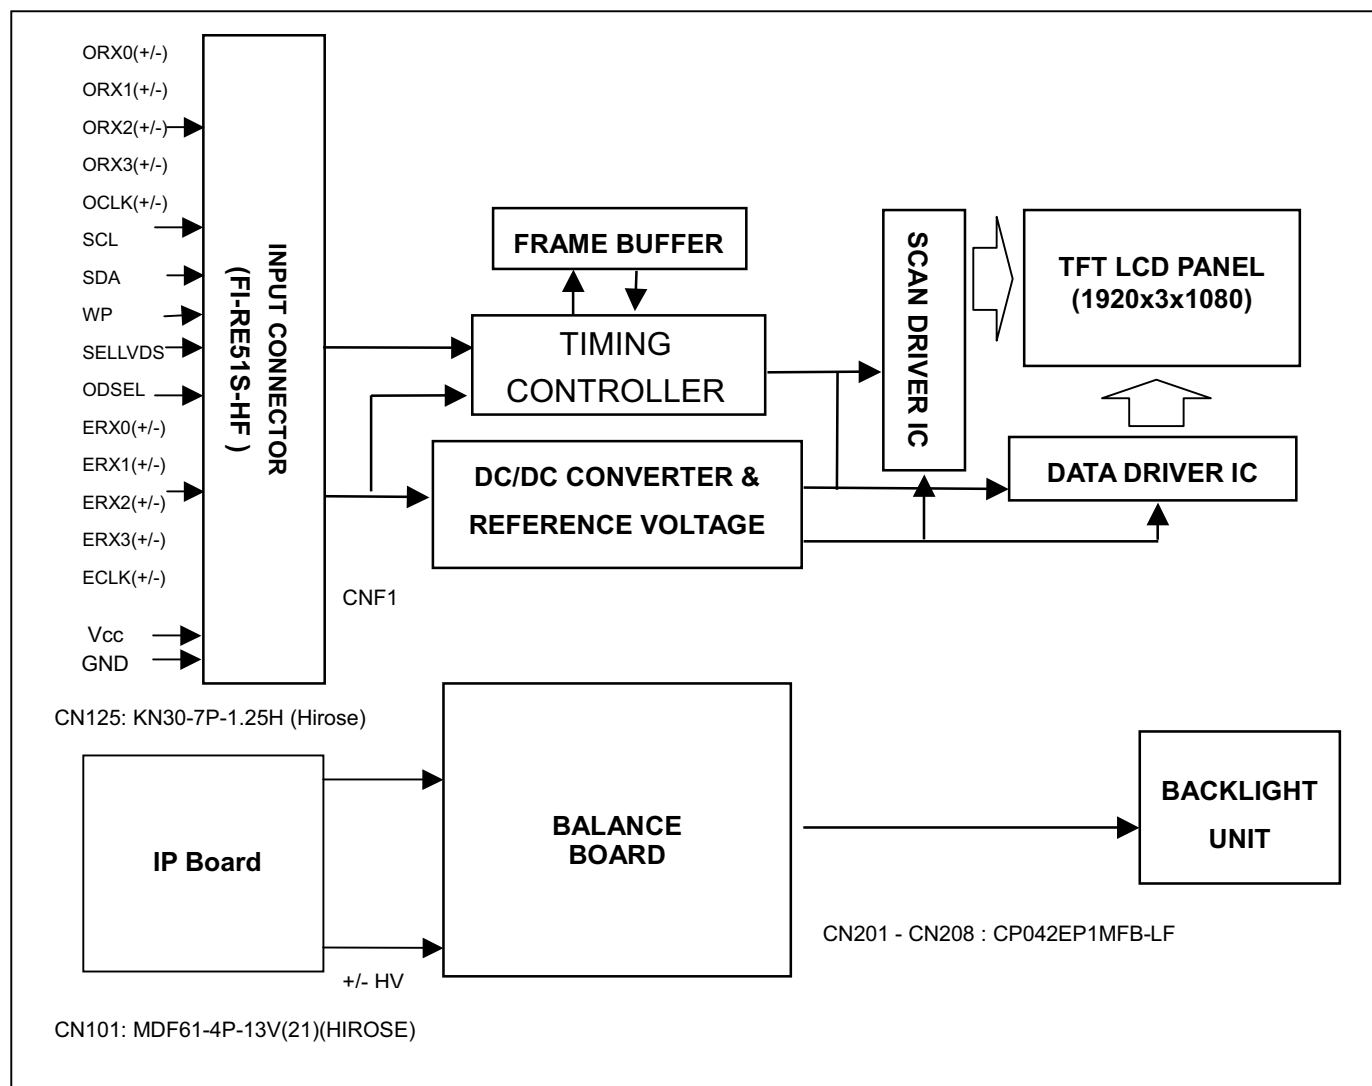 ORX0(+/-)
ORX1(+/-)
ORX2(+/-)
ORX3(+/-)
OCLK(+/-)
SCL
SDA
WP
SELLVDS
ODSEL
ERX0(+/-)
ERX1(+/-)
ERX2(+/-)
ERX3(+/-)
ECLK(+/-)
Vcc
GND
INPUT CONNECTOR
(FI-RE51S-HF )
FRAME BUFFER
TIMING
CONTROLLER
DC/DC CONVERTER &
REFERENCE VOLTAGE
SCAN DRIVER IC
TFT LCD PANEL
(1920x3x1080)
DATA DRIVER IC
CNF1
CN125: KN30-7P-1.25H (Hirose)
IP Board
BALANCE
BOARD
BACKLIGHT
UNIT
CN201 - CN208 : CP042EP1MFB-LF
+/- HV
CN101: MDF61-4P-13V(21)(HIROSE)